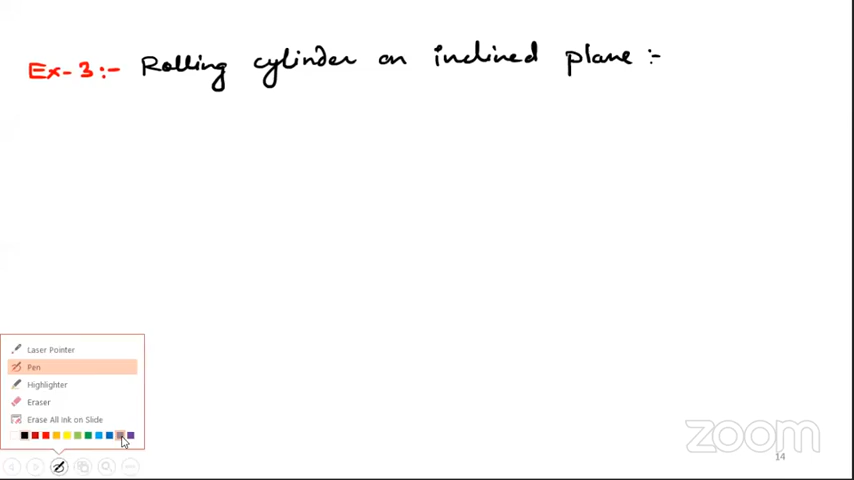 Ex-3:- Rolling cylinder on inclined plane :-
Laser Pointer
Pen
Highlighter
Eraser
Erase All Ink on Slide
zoom
14